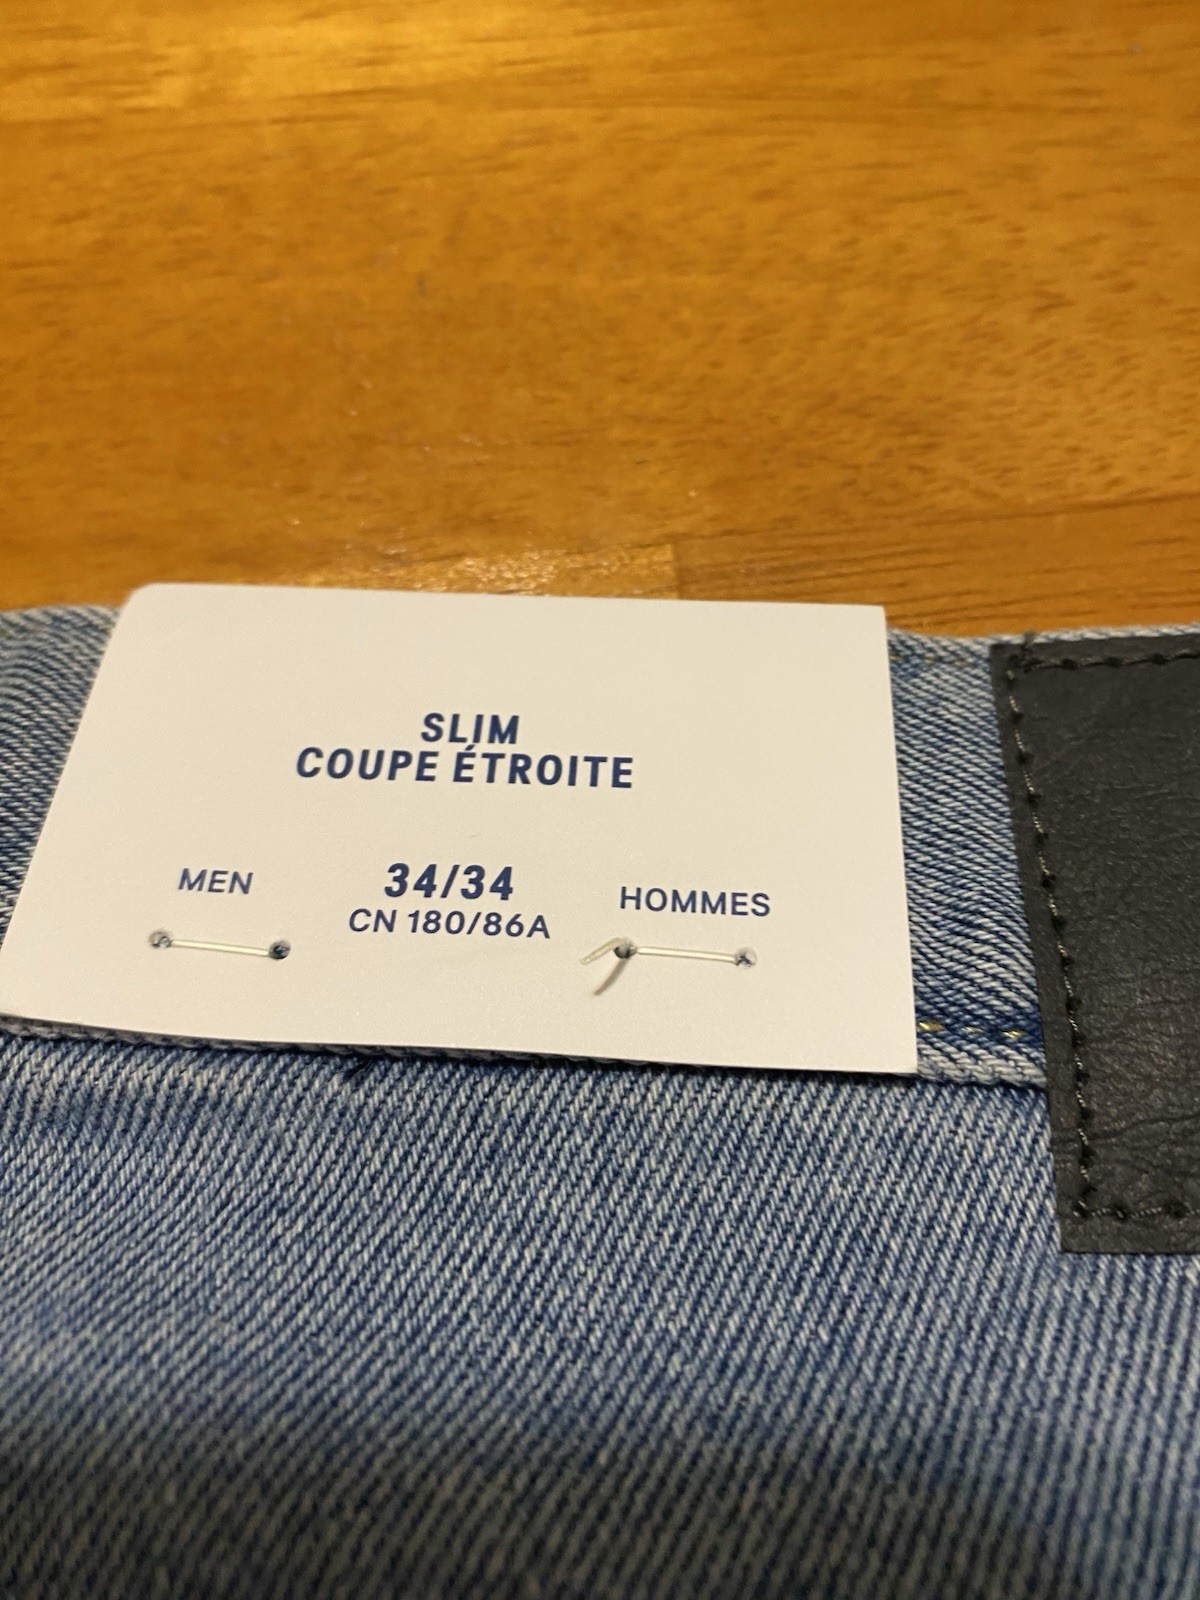 SLIM
COUPE ÉTROITE
MEN 34/34 HOMMES
CN 180/86A